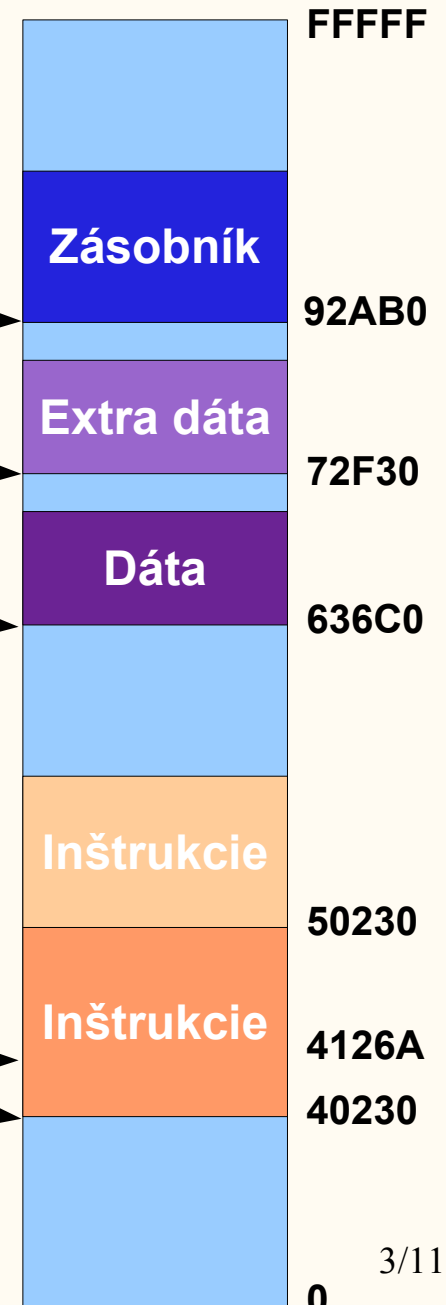 FFFFF
Zásobník
92AB0
Extra dáta
72F30
Dáta
636C0
Inštrukcie
50230
Inštrukcie
4126A
40230
3/11
0